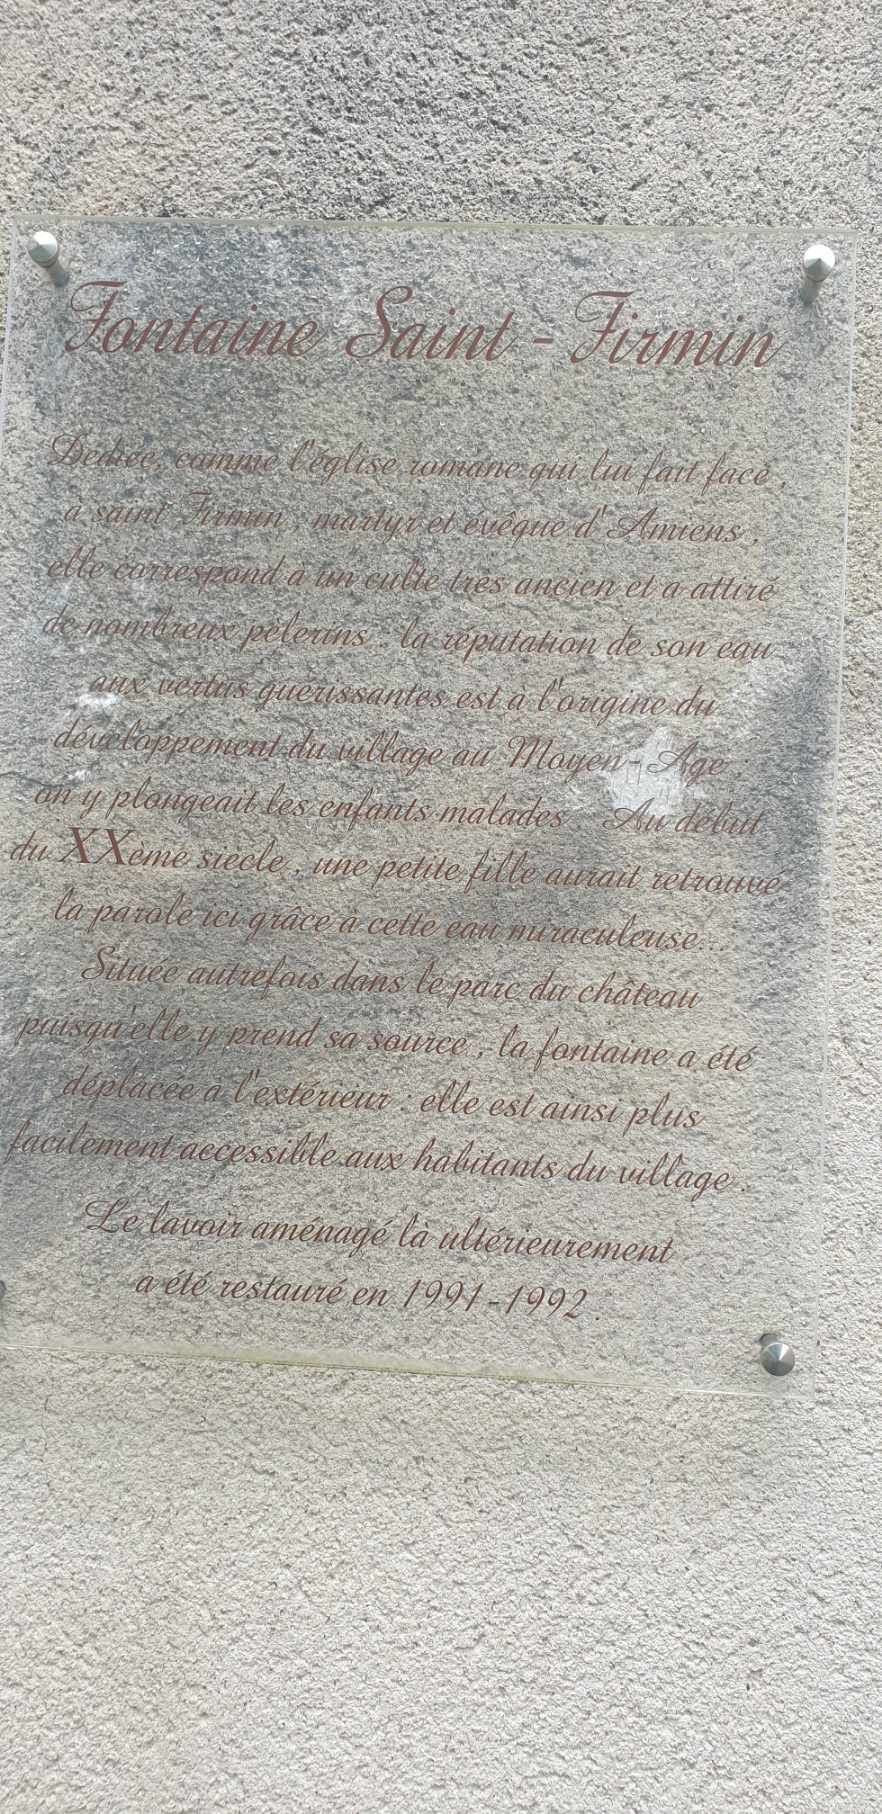 Fontaine Saint - Firmin
Dédiée, comme l'église romane qui lui fait face,
à saint Firmin, martyr et évêque d'Amiens,
elle correspond à un culte très ancien et a attiré
de nombreux pèlerins : la réputation de son eau
aux vertus guérissantes est à l'origine du
développement du village au Moyen-Âge,
on y plongeait les enfants malades. Au début
du XXème siècle, une petite fille aurait retrouvé
la parole ici grâce à cette eau miraculeuse...
Située autrefois dans le parc du château
puisqu'elle y prend sa source, la fontaine a été
déplacée à l'extérieur : elle est ainsi plus
facilement accessible aux habitants du village.
Le lavoir aménagé là ultérieurement
a été restauré en 1991-1992.